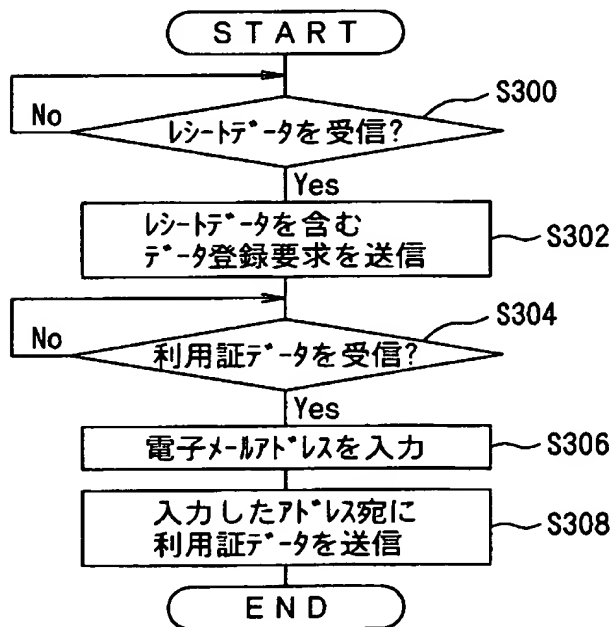 START
S300
No
レシートデータを受信?
Yes
レシートデータを含む
データ登録要求を送信
S302
S304
No
利用証データを受信?
Yes
電子メールアドレスを入力
S306
入力したアドレス宛に
利用証データを送信
S308
END